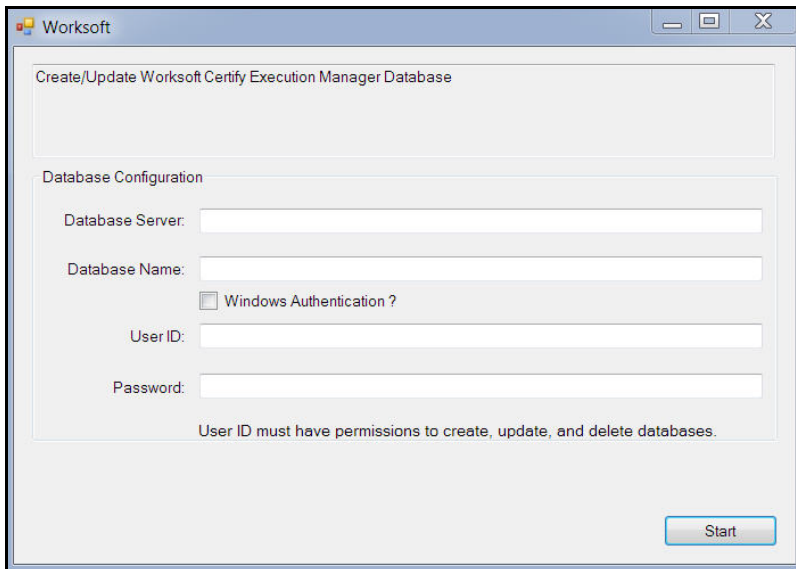 Worksoft
Create/Update Worksoft Certify Execution Manager Database
Database Configuration
Database Server:
Database Name:
Windows Authentication ?
User ID:
Password:
User ID must have permissions to create, update, and delete databases.
Start